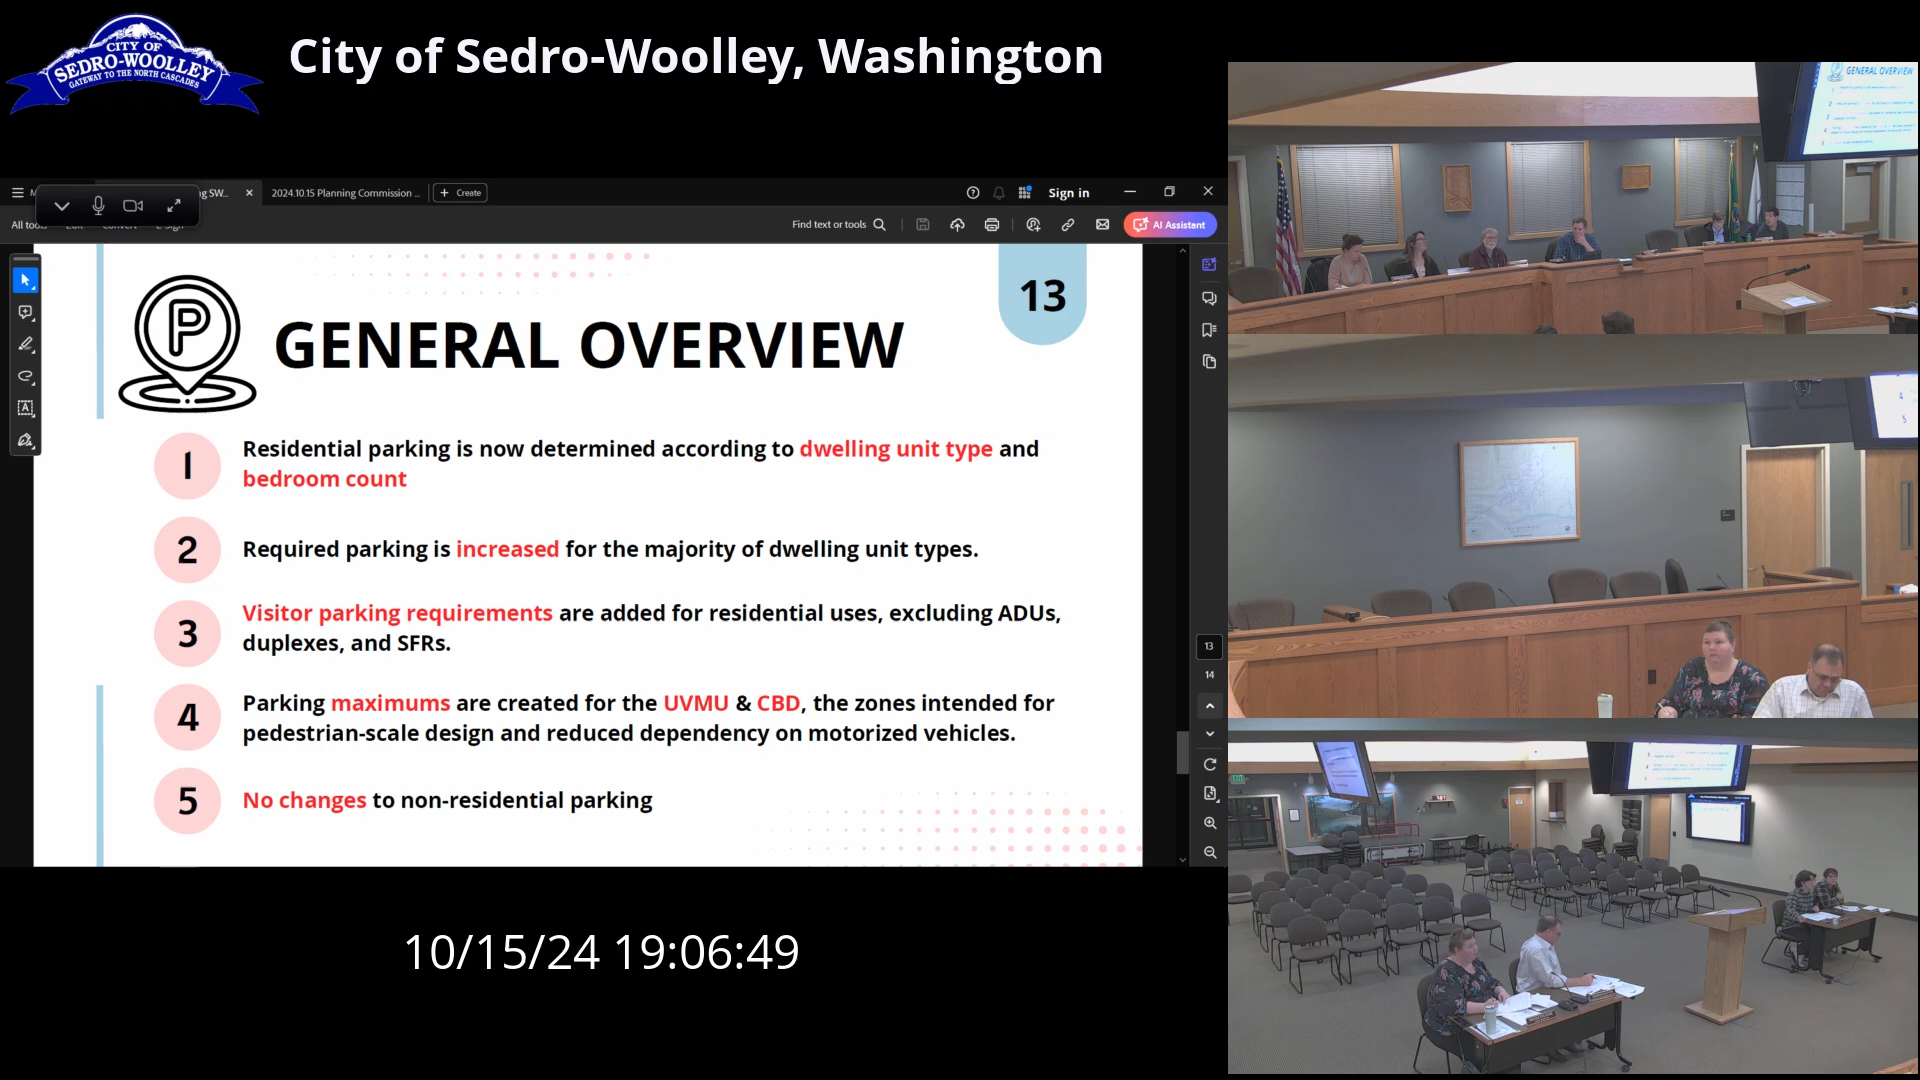 CITY OF
SEDRO-WOOLLEY
GATEWAY TO THE NORTH CASCADES
City of Sedro-Woolley, Washington
2024.10.15 Planning Commission ...
Create
Sign in
Find text or tools
AI Assistant
13
GENERAL OVERVIEW
1
Residential parking is now determined according to dwelling unit type and
bedroom count
2
Required parking is increased for the majority of dwelling unit types.
3
Visitor parking requirements are added for residential uses, excluding ADUs,
duplexes, and SFRs.
4
Parking maximums are created for the UVMU & CBD, the zones intended for
pedestrian-scale design and reduced dependency on motorized vehicles.
5
No changes to non-residential parking
13
14
10/15/24 19:06:49
GENERAL OVERVIEW
4
5